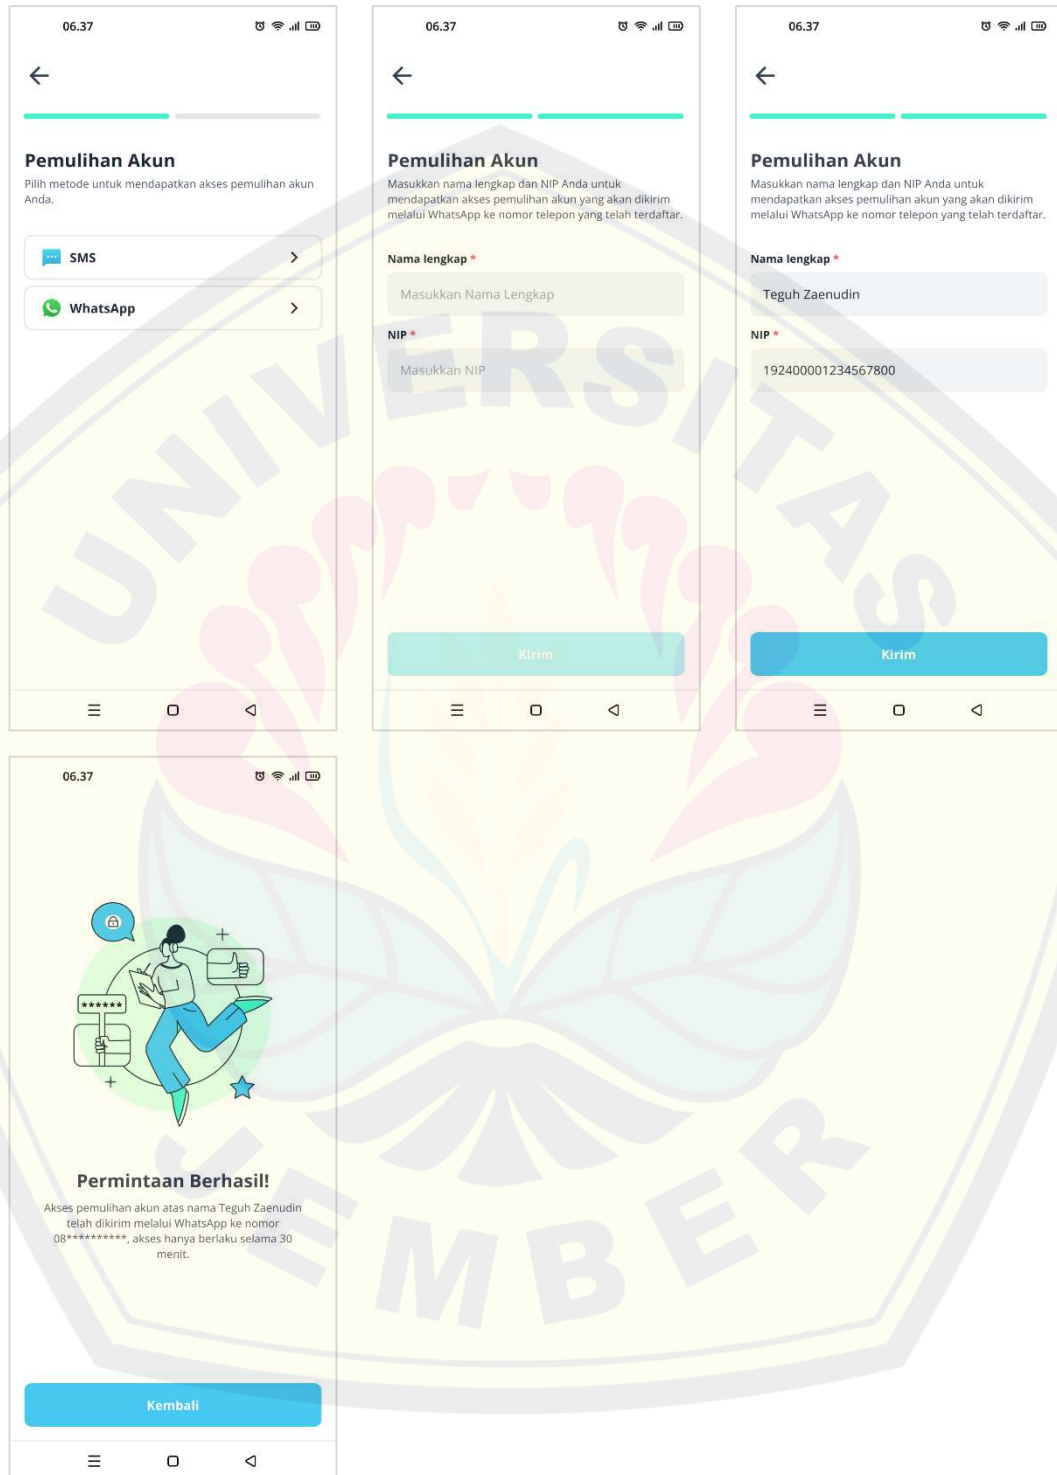 06.37
Pemulihan Akun
Pilih metode untuk mendapatkan akses pemulihan akun
Anda.
SMS
WhatsApp
06.37
Pemulihan Akun
Masukkan nama lengkap dan NIP Anda untuk
mendapatkan akses pemulihan akun yang akan dikirim
melalui WhatsApp ke nomor telepon yang telah terdaftar.
Nama lengkap *
Masukkan Nama Lengkap
NIP *
Masukkan NIP
Kirim
06.37
Pemulihan Akun
Masukkan nama lengkap dan NIP Anda untuk
mendapatkan akses pemulihan akun yang akan dikirim
melalui WhatsApp ke nomor telepon yang telah terdaftar.
Nama lengkap *
Teguh Zaenudin
NIP *
192400001234567800
Kirim
06.37
******
Permintaan Berhasil!
Akses pemulihan akun atas nama Teguh Zaenudin
telah dikirim melalui WhatsApp ke nomor
08**********, akses hanya berlaku selama 30
menit.
Kembali
UNIVERSITAS
JEMBER